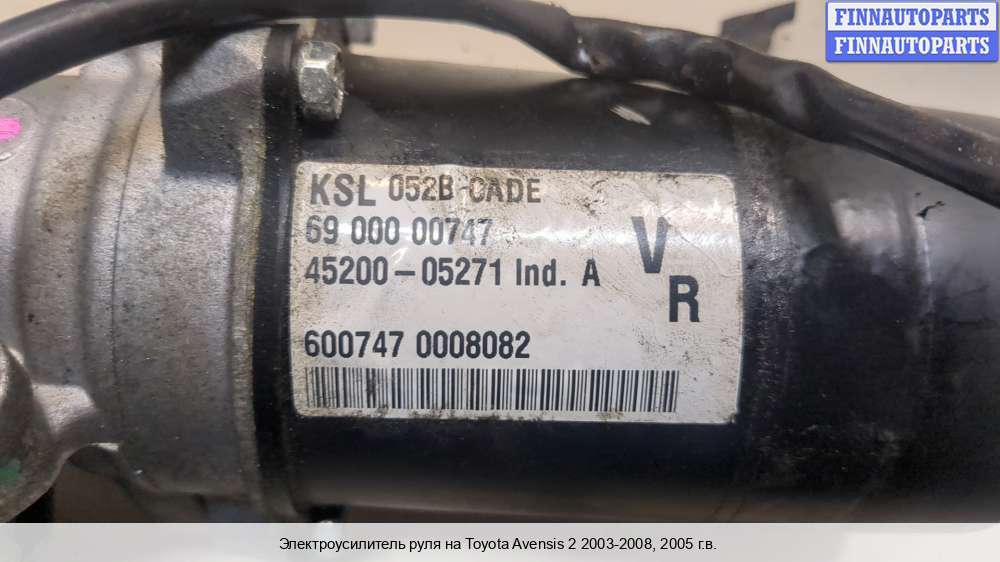 FINNAUTOPARTS
FINNAUTOPARTS
KSL 052B-CADE
69 000 00747
45200-05271 Ind. A
V
R
600747 0008082
Электроусилитель руля на Toyota Avensis 2 2003-2008, 2005 г.в.